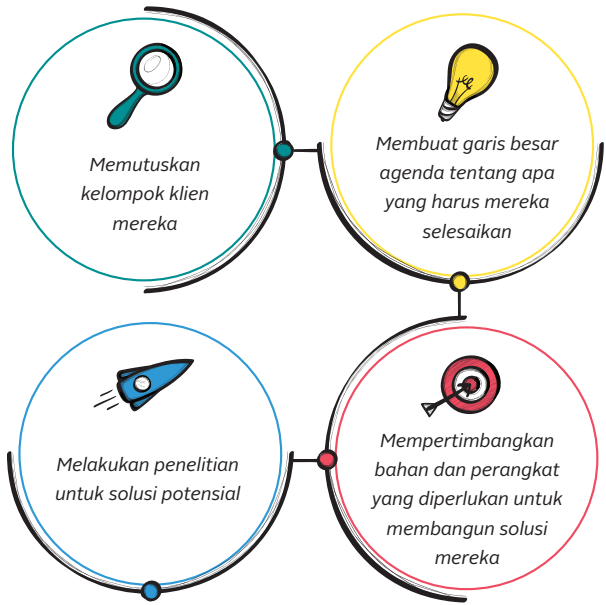 Memutuskan
kelompok klien
mereka
Membuat garis besar
agenda tentang apa
yang harus mereka
selesaikan
Mempertimbangkan
bahan dan perangkat
yang diperlukan untuk
membangun solusi
mereka
Melakukan penelitian
untuk solusi potensial